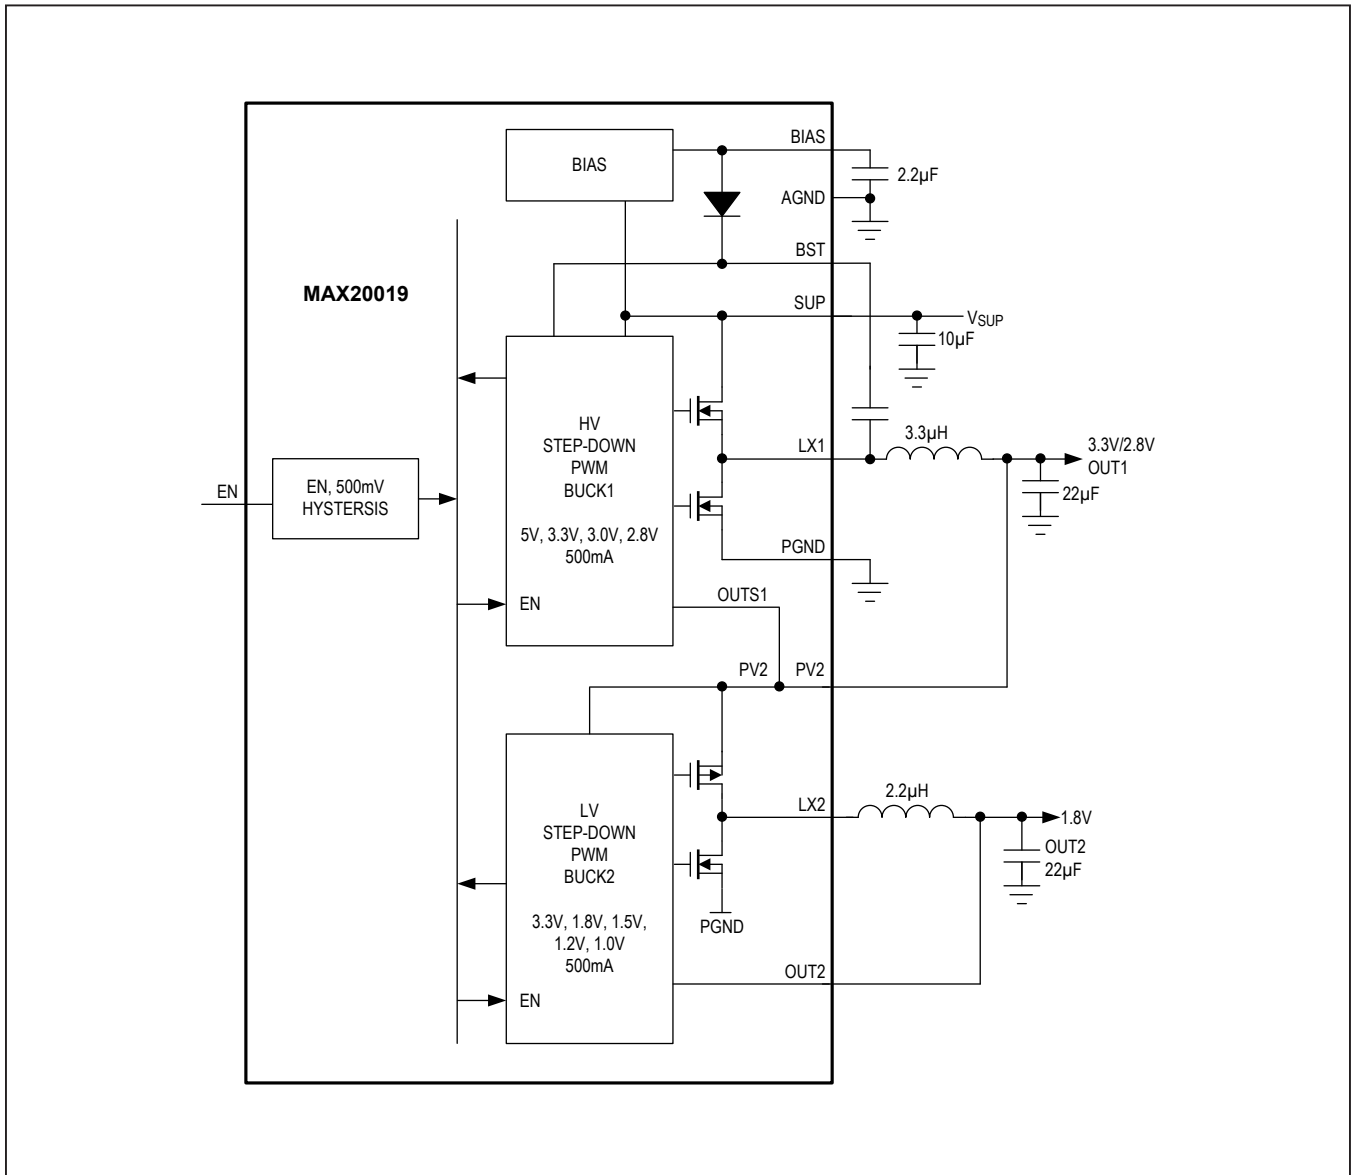 BIAS
BIAS
2.2µF
AGND
BST
MAX20019
SUP
VSUP
10µF
HV
STEP-DOWN
PWM
BUCK1
5V, 3.3V, 3.0V, 2.8V
500mA
LX1
3.3µH
3.3V/2.8V
OUT1
22µF
EN
EN, 500mV
HYSTERSIS
PGND
EN
OUTS1
PV2
PV2
LV
STEP-DOWN
PWM
BUCK2
3.3V, 1.8V, 1.5V,
1.2V, 1.0V
500mA
LX2
2.2µH
1.8V
OUT2
22µF
PGND
OUT2
EN